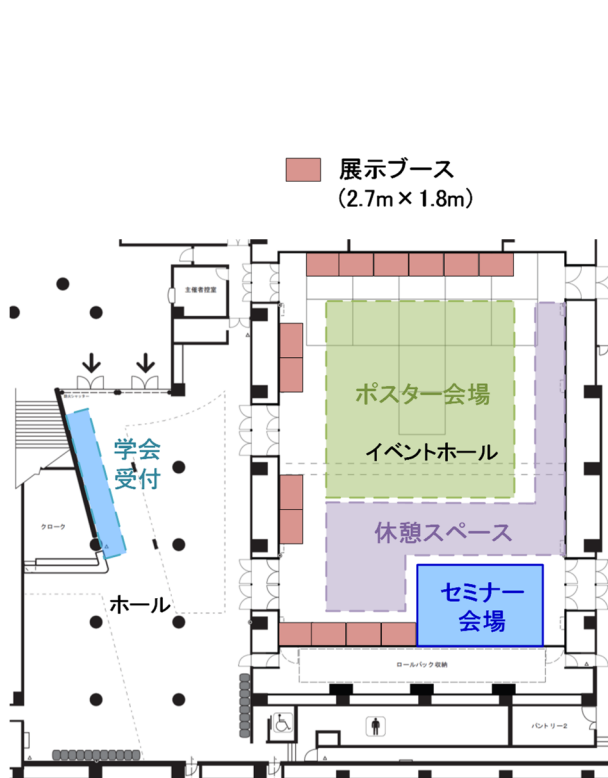 展示ブース
(2.7m×1.8m)
主催者控室
ポスター会場
イベントホール
学会
受付
クローク
休憩スペース
セミナー
会場
ホール
ロールバック収納
パントリー2